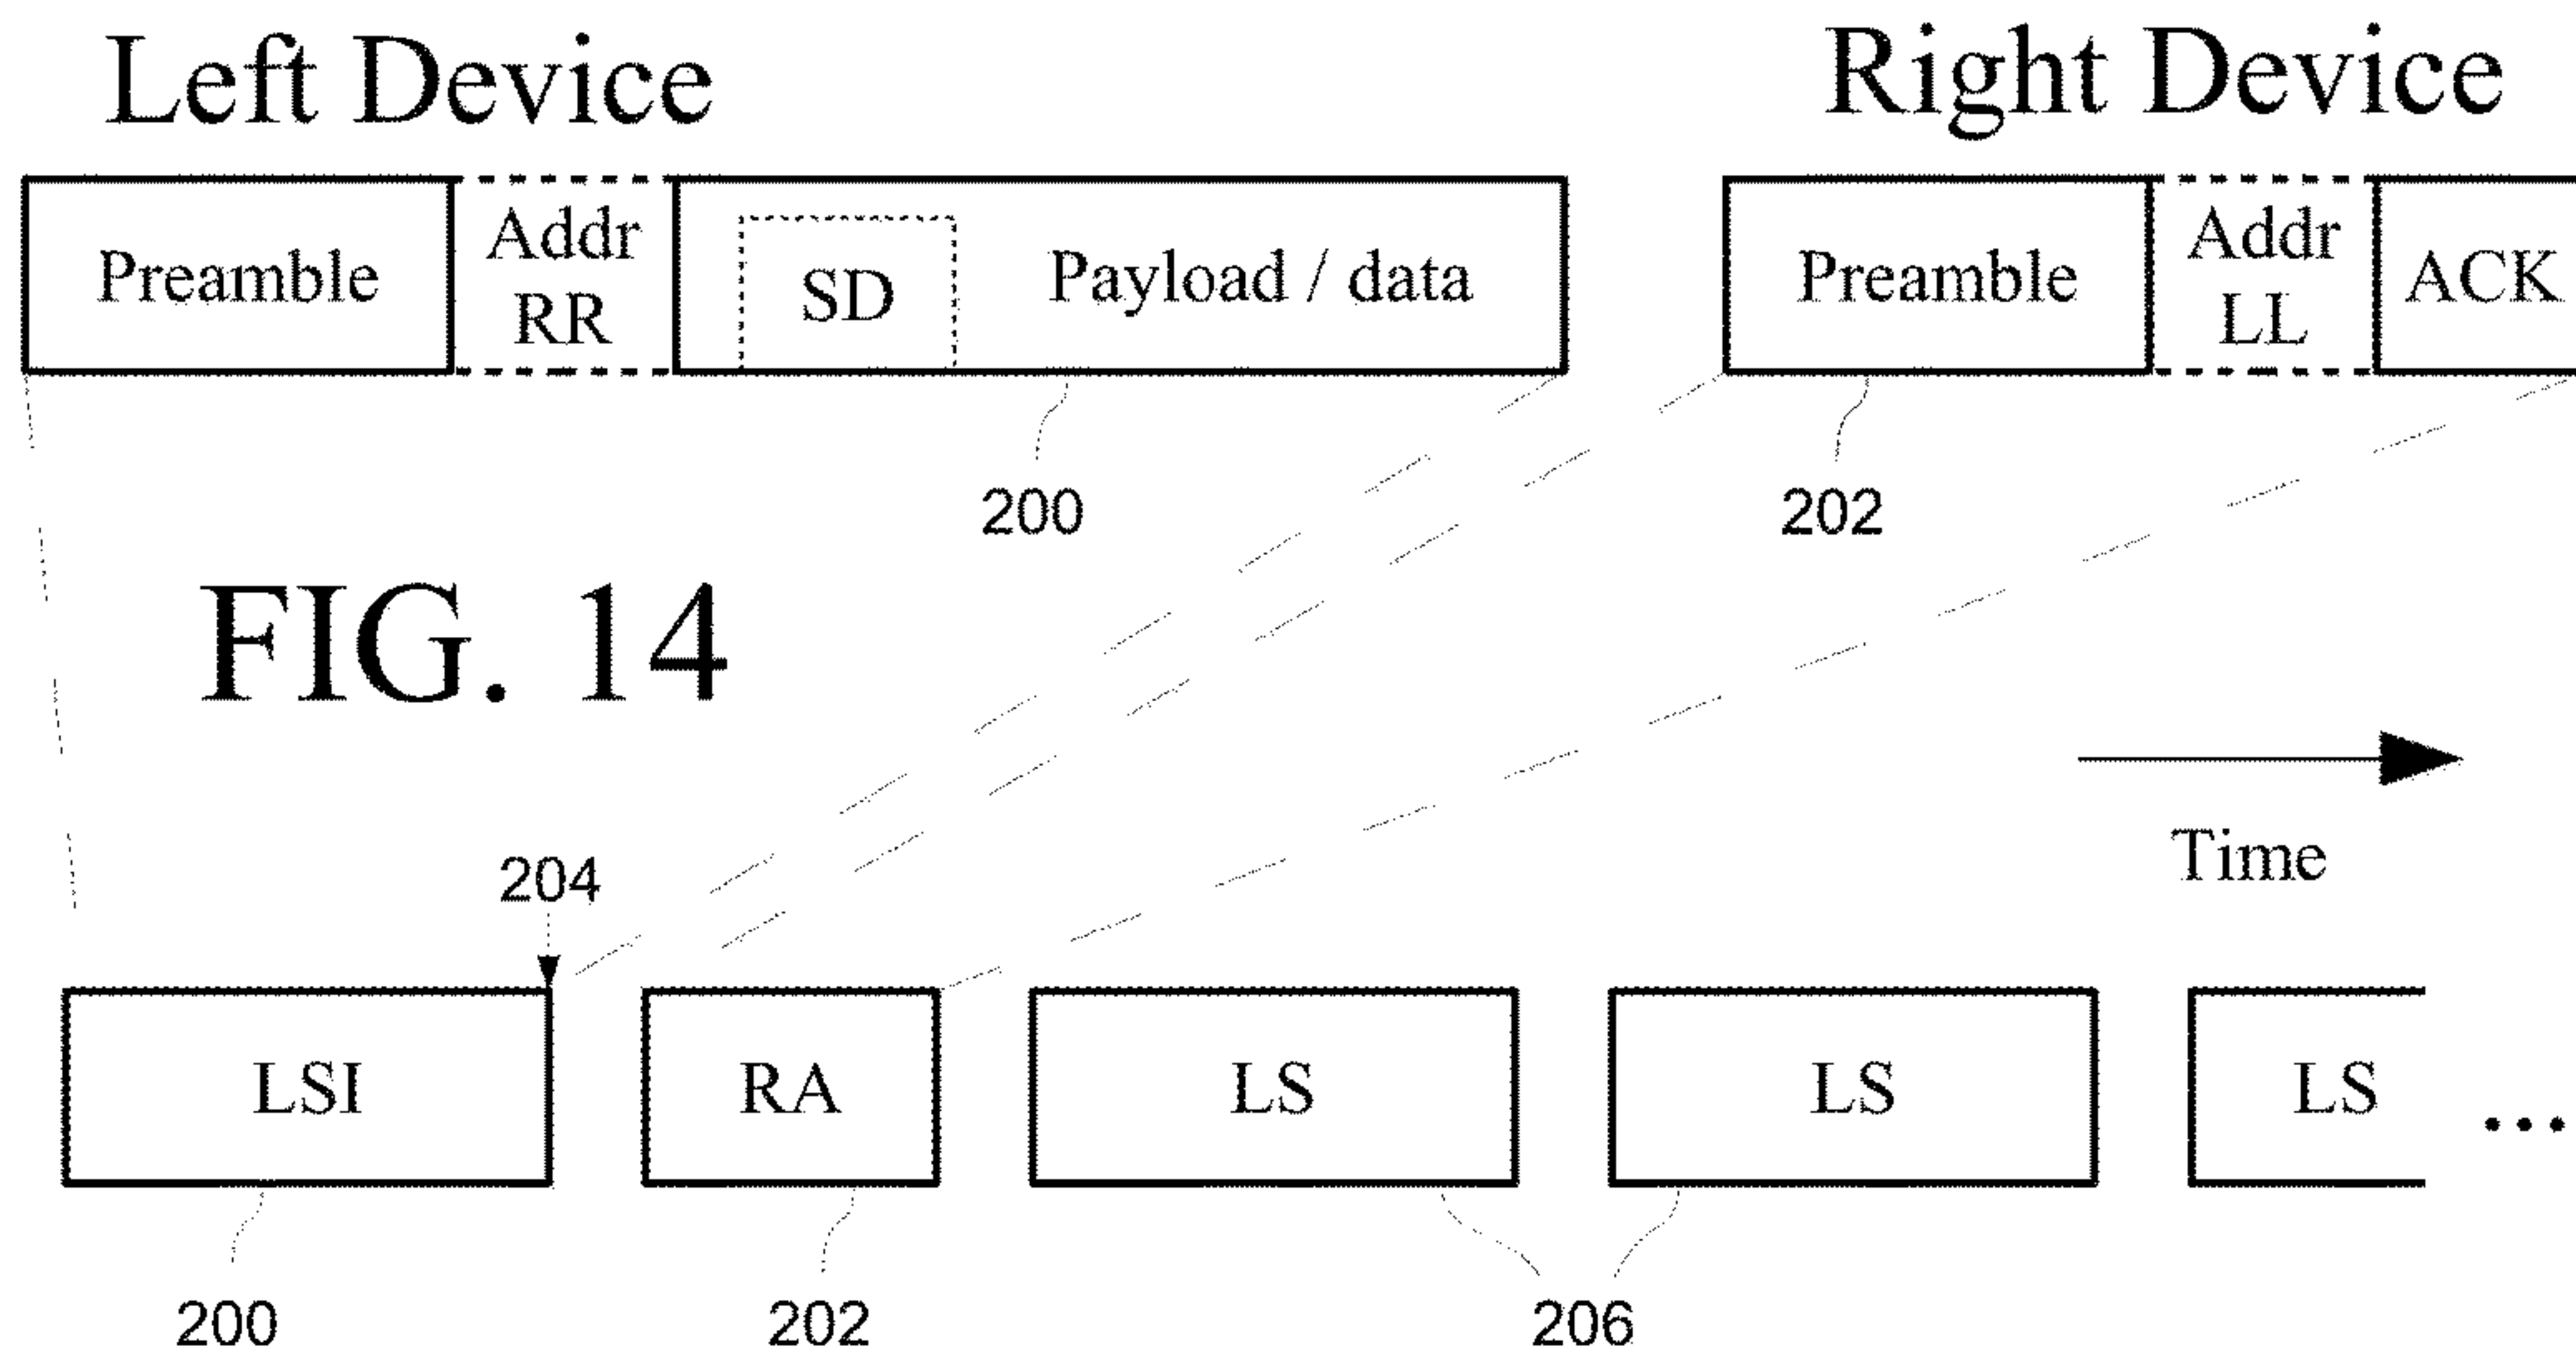 Left Device
Right Device
Preamble
Addr
RR
SD
Payload / data
Preamble
Addr
LL
ACK
200
202
FIG. 14
Time
204
LSI
RA
LS
LS
LS
...
200
202
206